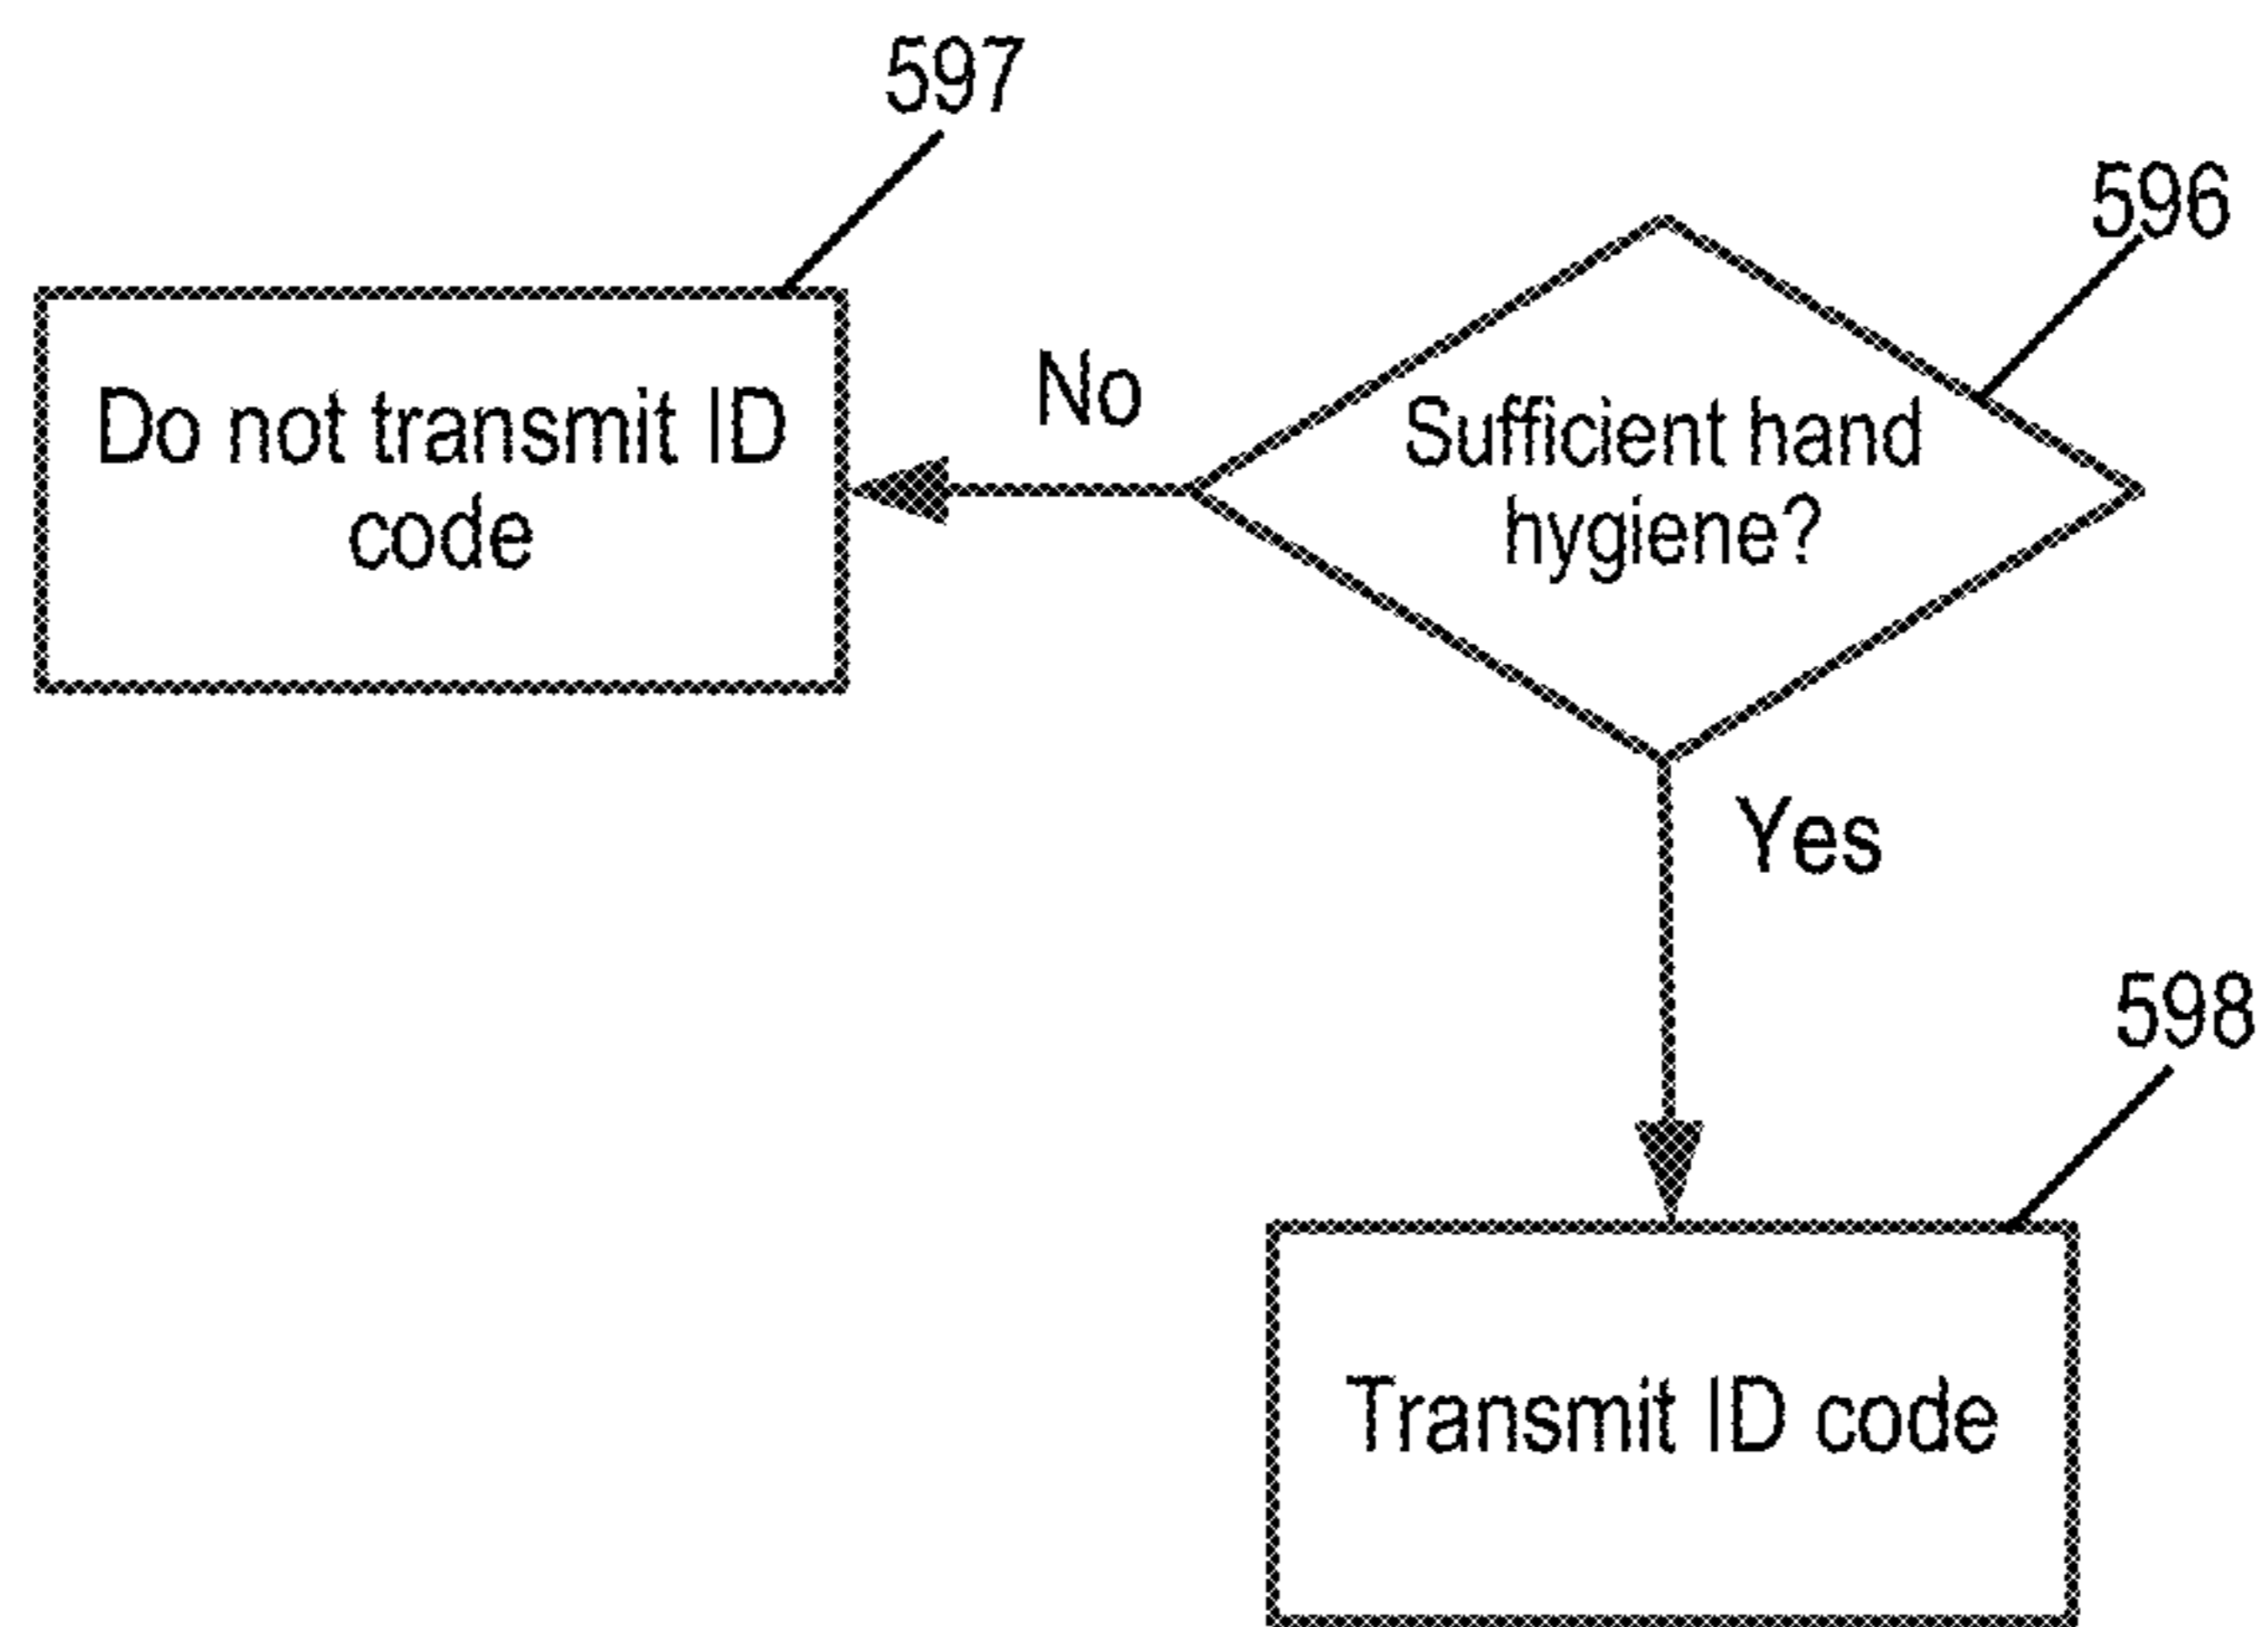 597
596
Do not transmit ID
code
No
Sufficient hand
hygiene?
Yes
598
Transmit ID code